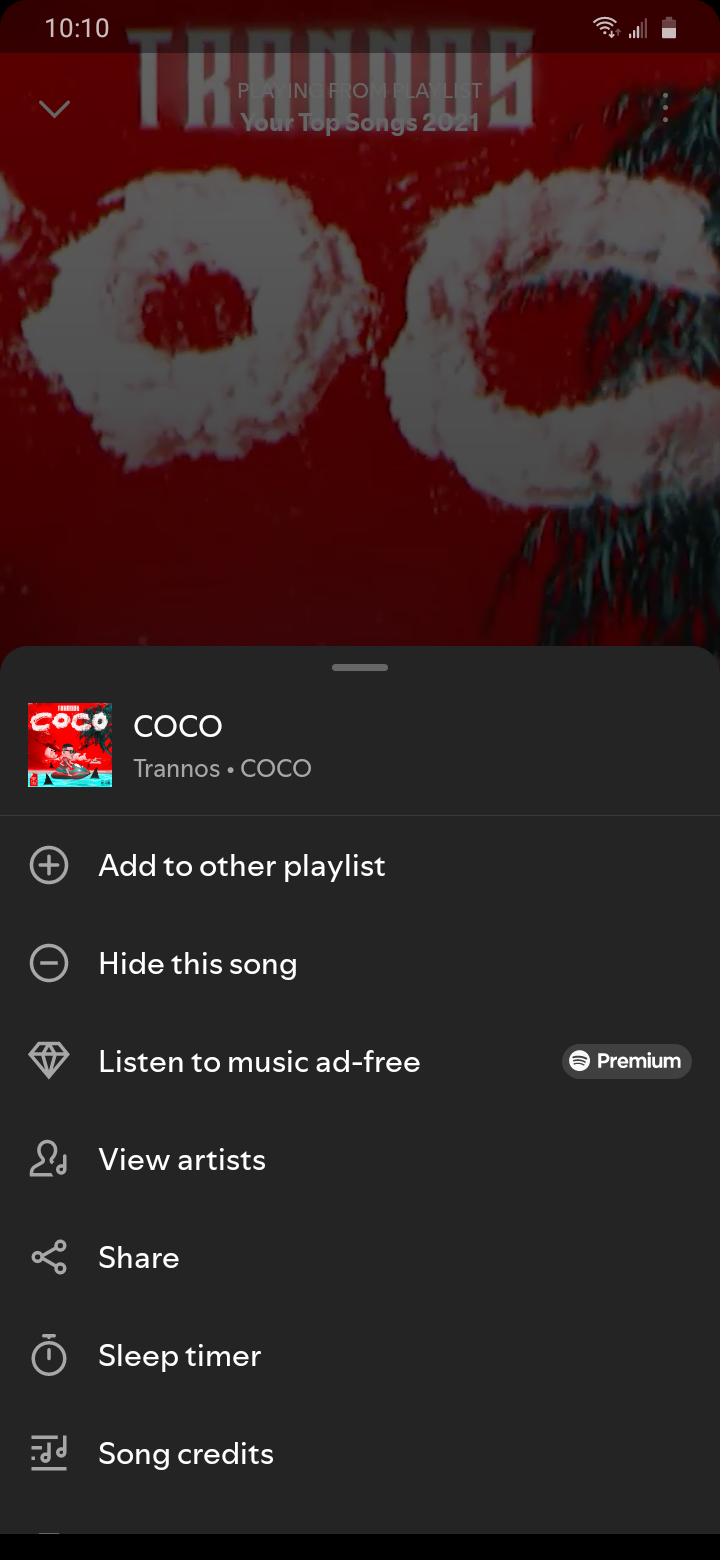 10:10
TRANNOS
PLAYING FROM PLAYLIST
Your Top Songs 2021
OC
TRANNOS
COCO
COCO
Trannos • COCO
Add to other playlist
Hide this song
Listen to music ad-free
Premium
View artists
Share
Sleep timer
Song credits